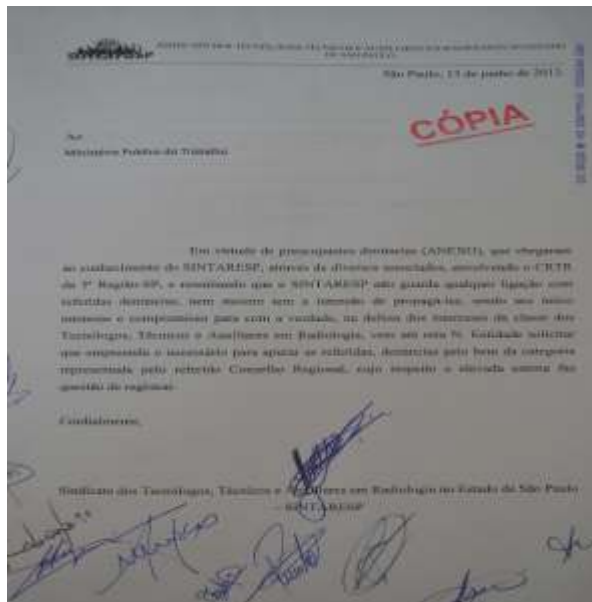 SINTARESP
São Paulo, 13 de junho de 2013.
CÓPIA
Ao
Ministério Público do Trabalho
Em virtude de preocupantes denúncias (ANEXO), que chegaram
ao conhecimento do SINTARESP, através de diversos associados, envolvendo o CRTR
da 5ª Região-SP, e ressaltando que o SINTARESP não guarda qualquer ligação com
referidas denúncias, nem mesmo tem a intenção de propagá-las, sendo seu único
interesse o compromisso para com a verdade, na defesa dos interesses da classe dos
Tecnólogos, Técnicos e Auxiliares em Radiologia, vem até esta N. Entidade solicitar
que empreenda o necessário para apurar as referidas, denúncias pelo bem da categoria
representada pelo referido Conselho Regional, cujo respeito e elevada estima faz
questão de registrar.
Cordialmente,
Sindicato dos Tecnólogos, Técnicos e Auxiliares em Radiologia no Estado de São Paulo
- SINTARESP